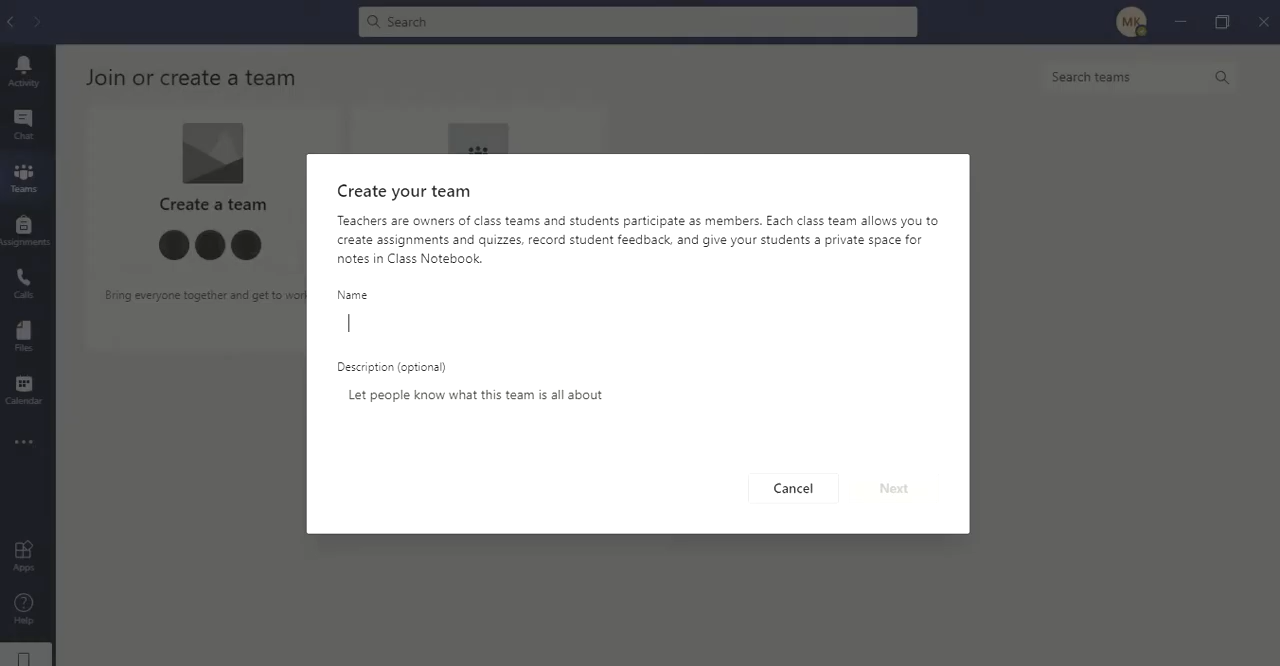 Search
MK
Activity
Chat
Teams
Assignments
Calls
Files
Calendar
Apps
Help
Join or create a team
Search teams
Create a team
Bring everyone together and get to work
Create your team
Teachers are owners of class teams and students participate as members. Each class team allows you to
create assignments and quizzes, record student feedback, and give your students a private space for
notes in Class Notebook.
Name
Description (optional)
Let people know what this team is all about
Cancel
Next